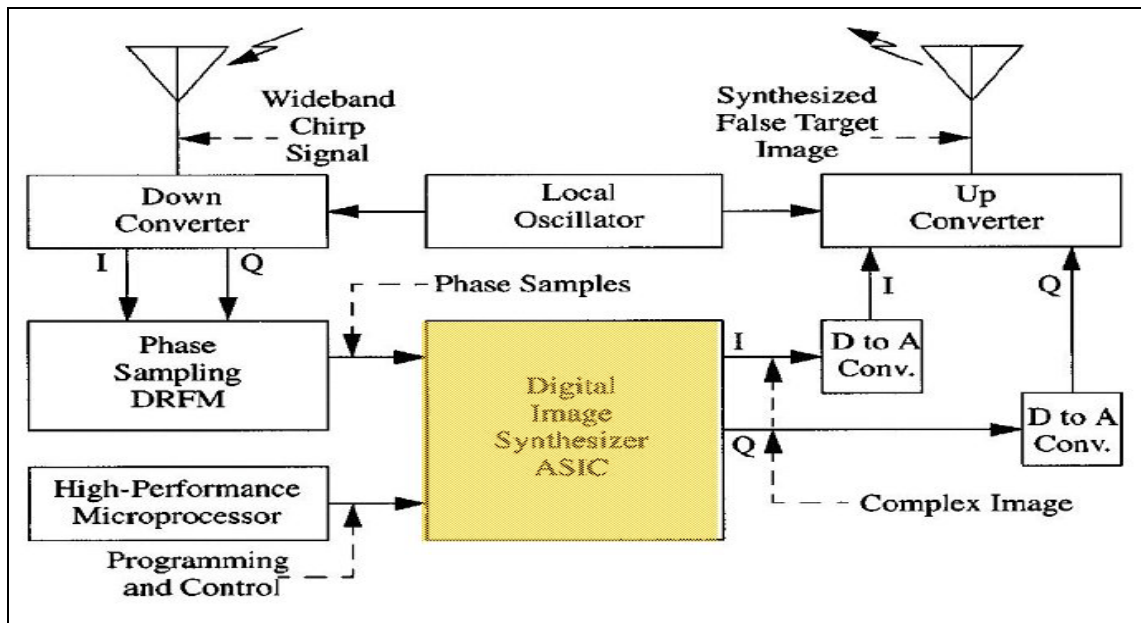 Wideband
Chirp
Signal
Synthesized
False Target
Image
Down
Converter
Local
Oscillator
Up
Converter
I
Q
I
Q
Phase Samples
Phase
Sampling
DRFM
Digital
Image
Synthesizer
ASIC
I
Q
D to A
Conv.
D to A
Conv.
High-Performance
Microprocessor
Complex Image
Programming
and Control